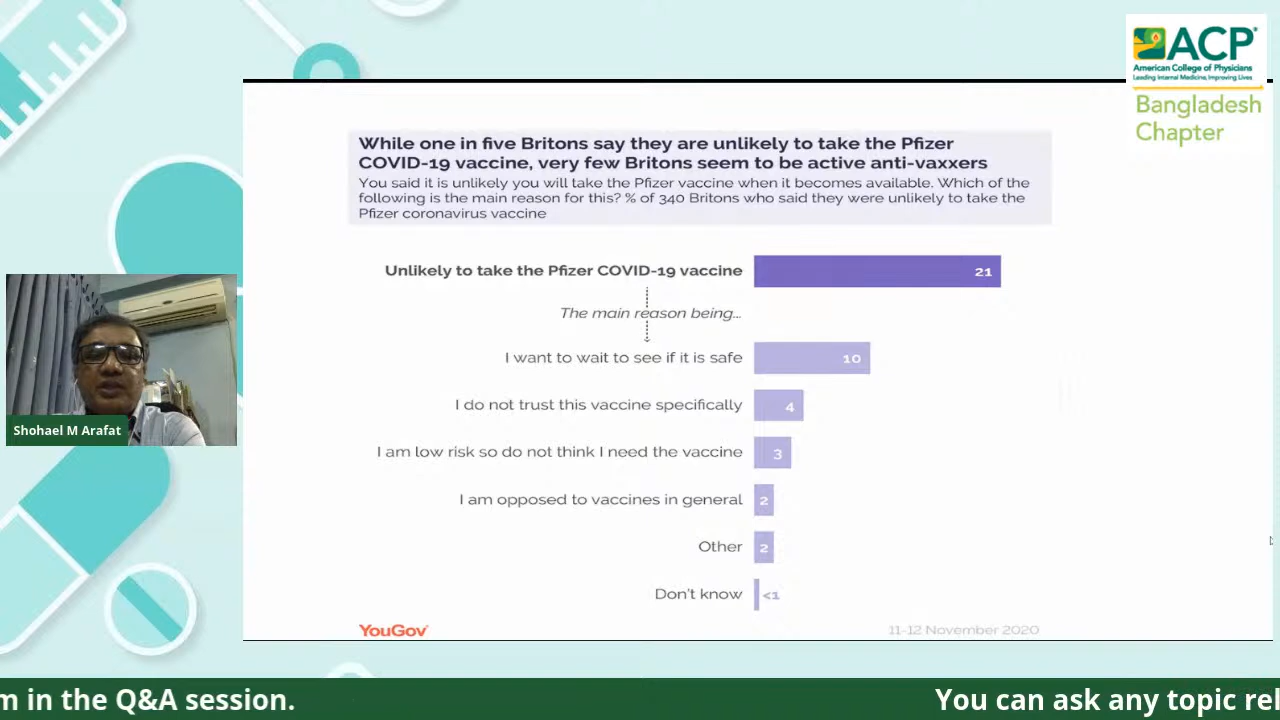 ACP®
American College of Physicians
Leading Internal Medicine, Improving Lives
Bangladesh
Chapter
While one in five Britons say they are unlikely to take the Pfizer
COVID-19 vaccine, very few Britons seem to be active anti-vaxxers
You said it is unlikely you will take the Pfizer vaccine when it becomes available. Which of the
following is the main reason for this? % of 340 Britons who said they were unlikely to take the
Pfizer coronavirus vaccine
Unlikely to take the Pfizer COVID-19 vaccine 21
The main reason being...
I want to wait to see if it is safe 10
I do not trust this vaccine specifically 4
I am low risk so do not think I need the vaccine 3
I am opposed to vaccines in general 2
Other 2
Don't know <1
YouGov 11-12 November 2020
Shohael M Arafat
m in the Q&A session. You can ask any topic rel